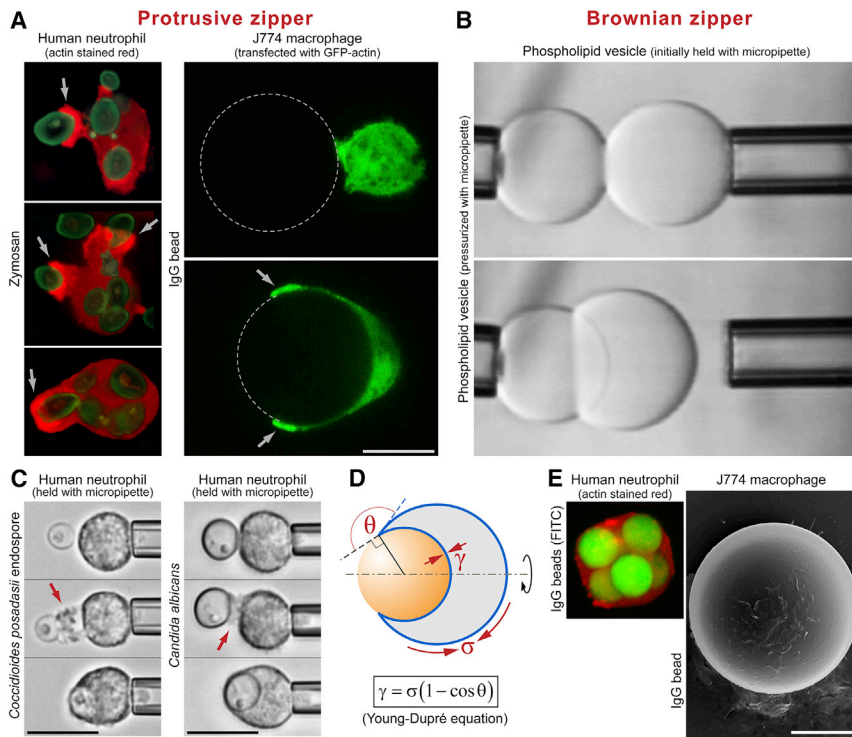 A
Protrusive zipper
Human neutrophil
(actin stained red)
J774 macrophage
(transfected with GFP-actin)
Zymosan
IgG bead
B
Brownian zipper
Phospholipid vesicle (initially held with micropipette)
Phospholipid vesicle (pressurized with micropipette)
C
Human neutrophil
(held with micropipette)
Human neutrophil
(held with micropipette)
Coccidioides posadasii endospore
Candida albicans
D
θ
γ
σ
γ = σ(1 − cosθ)
(Young-Dupré equation)
E
Human neutrophil
(actin stained red)
J774 macrophage
IgG beads (FITC)
IgG bead